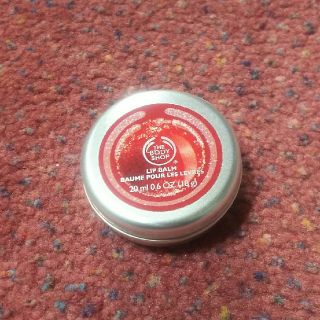 THE
BODY
SHOP
LIP BALM
BAUME POUR LES LÈVRES
20 ml 0.6 OZ (18 g)